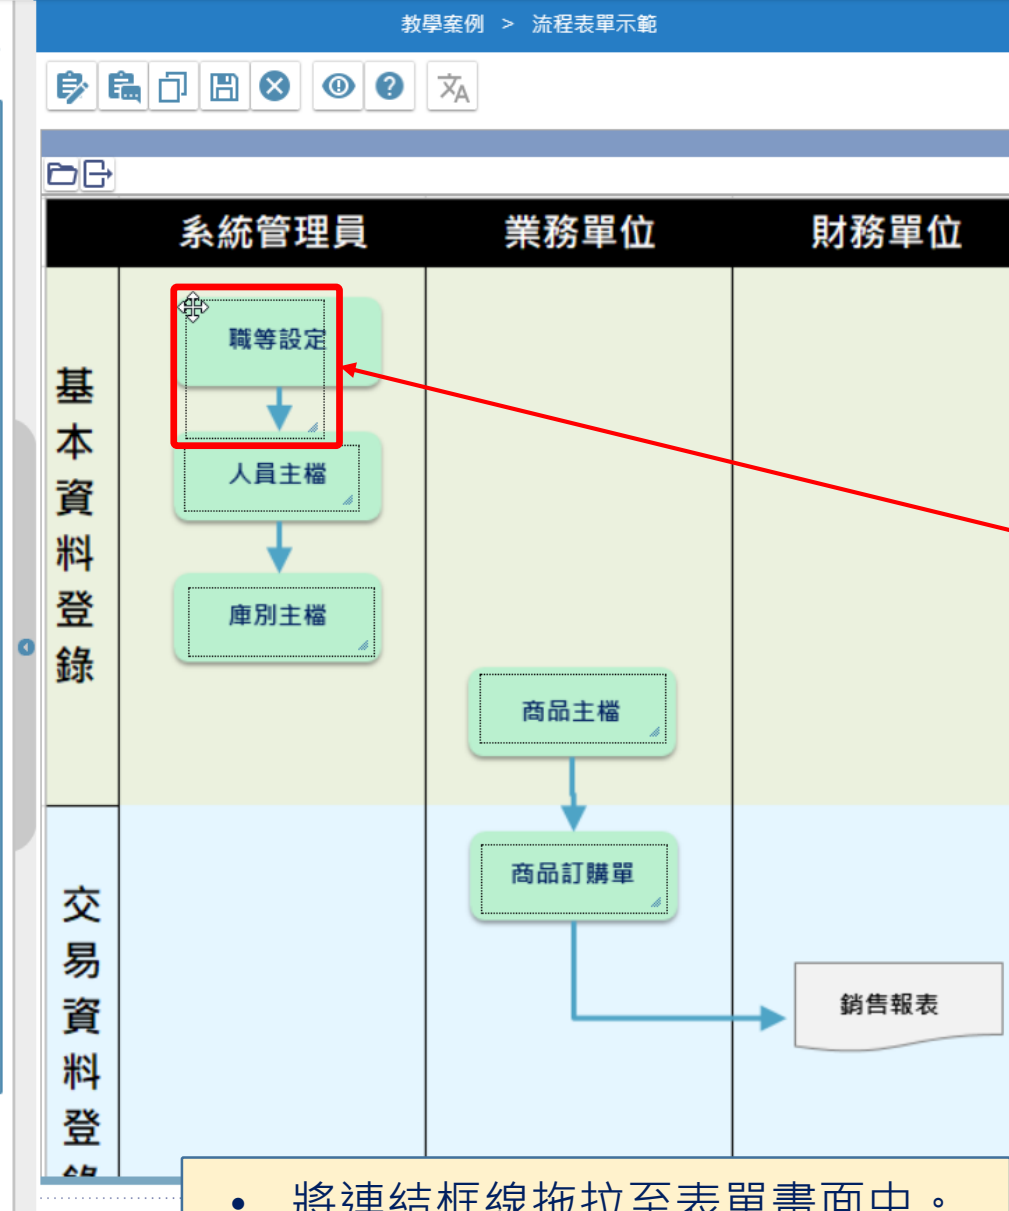 教學案例 > 流程表單示範
系統管理員
業務單位
財務單位
基本資料登錄
職等設定
人員主檔
庫別主檔
商品主檔
交易資料登錄
商品訂購單
銷售報表
• 將連結框線拖拉至表單畫面中。